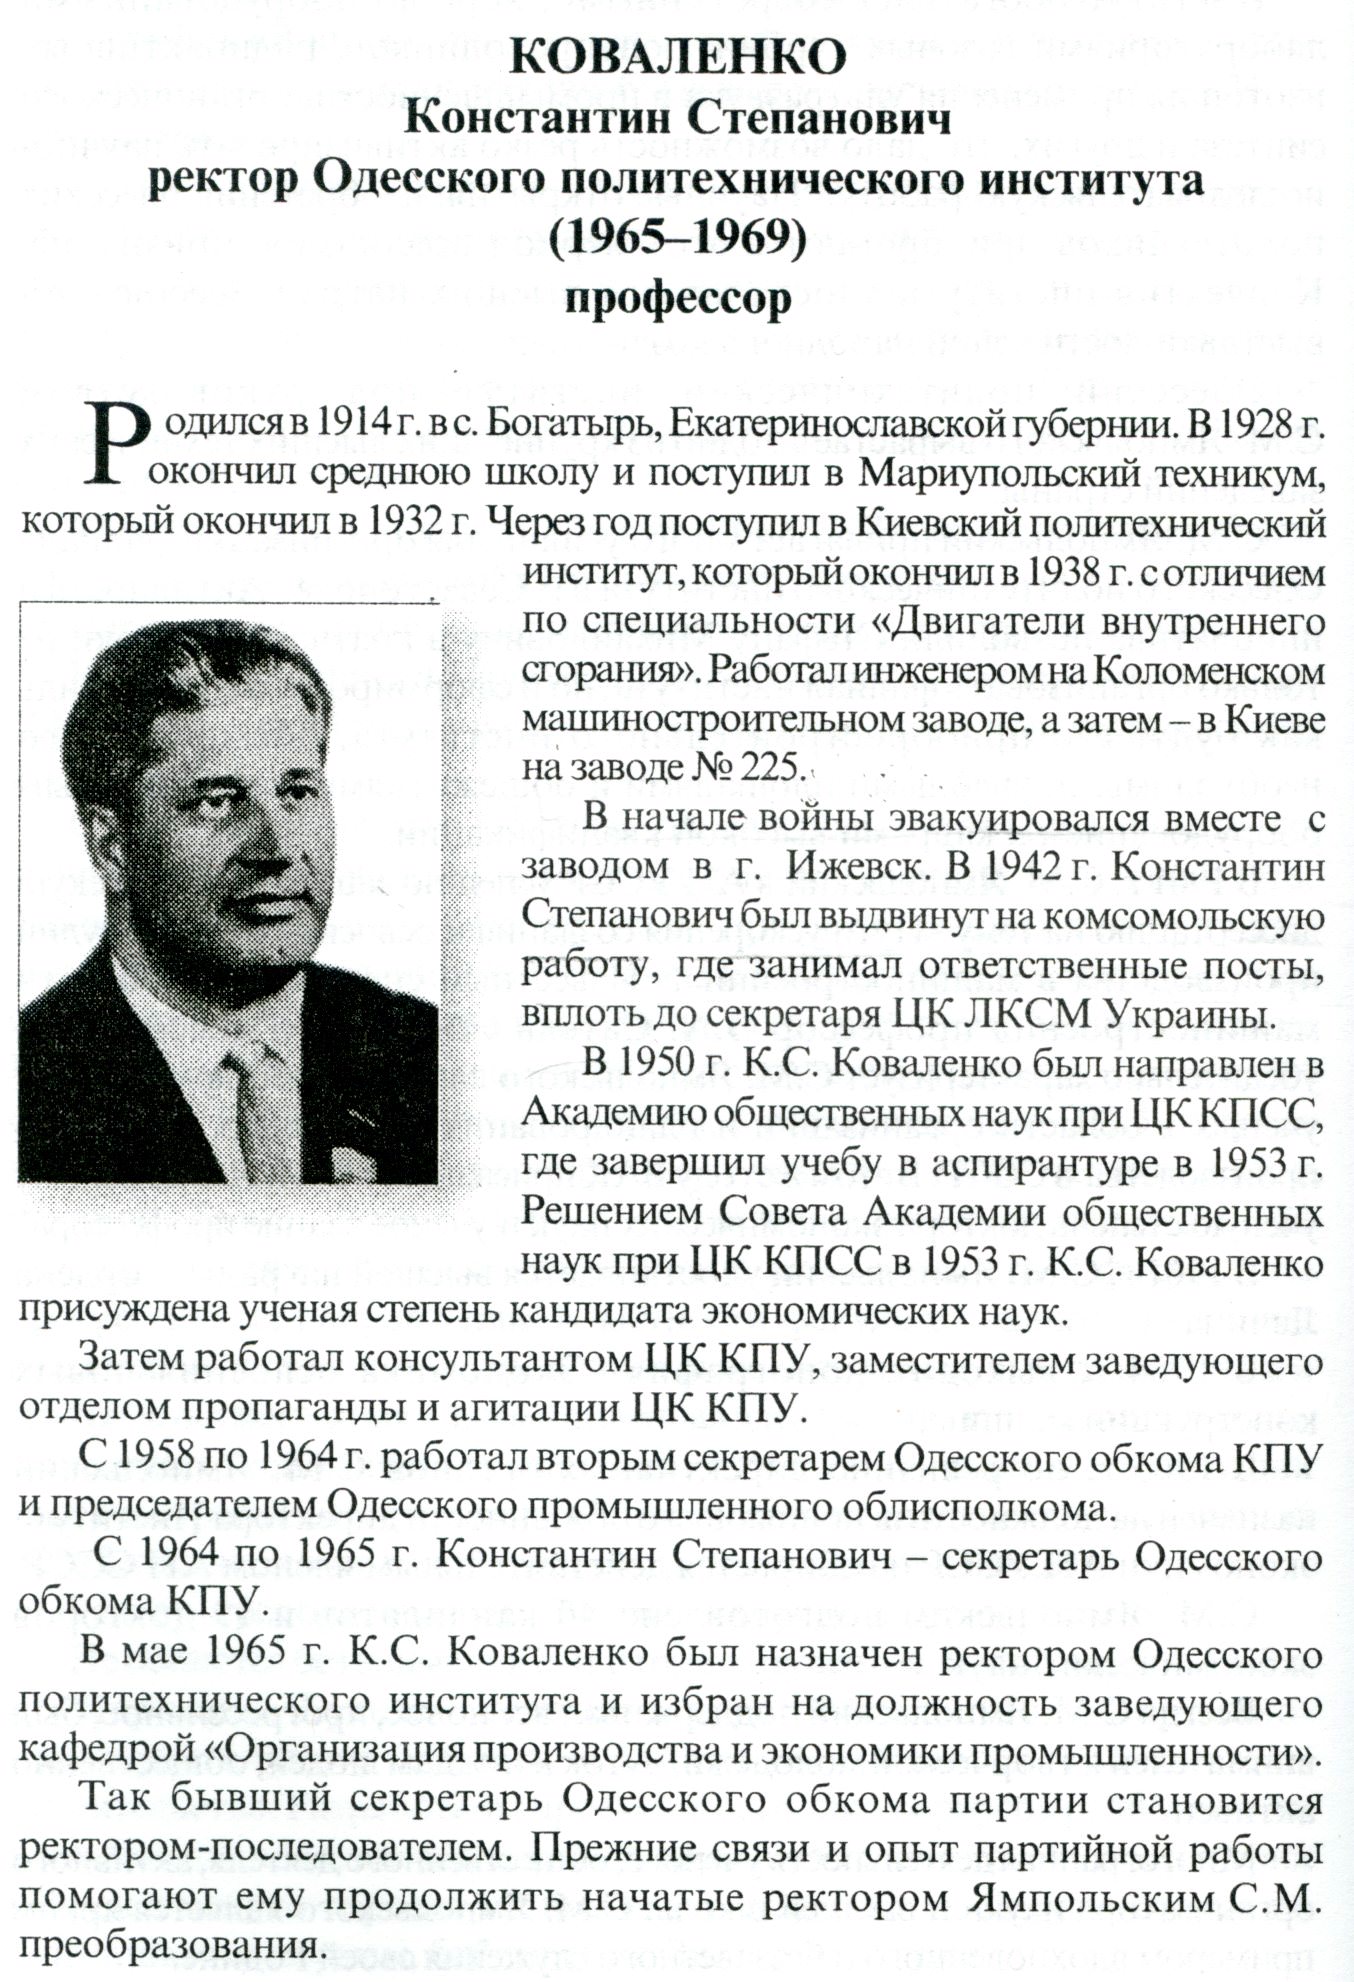 КОВАЛЕНКО
Константин Степанович
ректор Одесского политехнического института
(1965–1969)
профессор
Родился в 1914 г. в с. Богатырь, Екатеринославской губернии. В 1928 г.
окончил среднюю школу и поступил в Мариупольский техникум,
который окончил в 1932 г. Через год поступил в Киевский политехнический
институт, который окончил в 1938 г. с отличием
по специальности «Двигатели внутреннего
сгорания». Работал инженером на Коломенском
машиностроительном заводе, а затем – в Киеве
на заводе № 225.
В начале войны эвакуировался вместе с
заводом в г. Ижевск. В 1942 г. Константин
Степанович был выдвинут на комсомольскую
работу, где занимал ответственные посты,
вплоть до секретаря ЦК ЛКСМ Украины.
В 1950 г. К.С. Коваленко был направлен в
Академию общественных наук при ЦК КПСС,
где завершил учебу в аспирантуре в 1953 г.
Решением Совета Академии общественных
наук при ЦК КПСС в 1953 г. К.С. Коваленко
присуждена ученая степень кандидата экономических наук.
Затем работал консультантом ЦК КПУ, заместителем заведующего
отделом пропаганды и агитации ЦК КПУ.
С 1958 по 1964 г. работал вторым секретарем Одесского обкома КПУ
и председателем Одесского промышленного облисполкома.
С 1964 по 1965 г. Константин Степанович – секретарь Одесского
обкома КПУ.
В мае 1965 г. К.С. Коваленко был назначен ректором Одесского
политехнического института и избран на должность заведующего
кафедрой «Организация производства и экономики промышленности».
Так бывший секретарь Одесского обкома партии становится
ректором-последователем. Прежние связи и опыт партийной работы
помогают ему продолжить начатые ректором Ямпольским С.М.
преобразования.